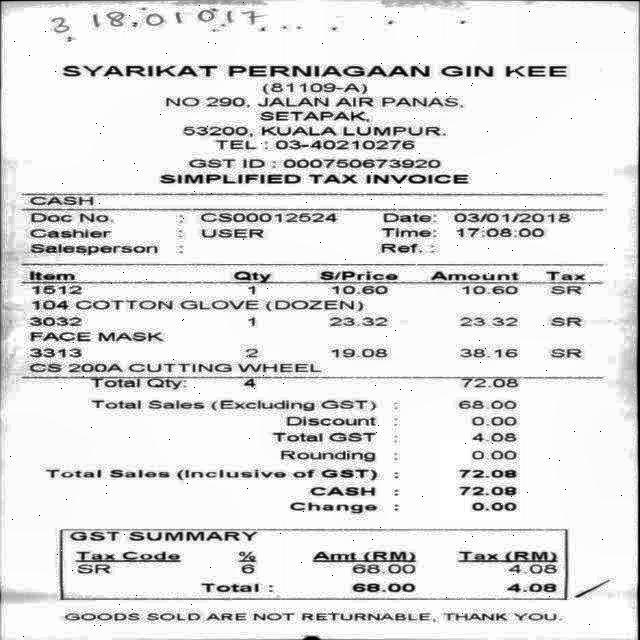 3 18.01017
SYARIKAT PERNIAGAAN GIN KEE
(81109-A)
NO 290, JALAN AIR PANAS,
SETAPAK,
53200, KUALA LUMPUR.
TEL : 03-40210276
GST ID : 000750673920
SIMPLIFIED TAX INVOICE
CASH
Doc No. : CS00012524 Date: 03/01/2018
Cashier : USER Time: 17:08:00
Salesperson : Ref. :
Item Qty S/Price Amount Tax
1512 1 10.60 10.60 SR
104 COTTON GLOVE (DOZEN)
3032 1 23.32 23.32 SR
FACE MASK
3313 2 19.08 38.16 SR
CS 200A CUTTING WHEEL
Total Qty: 4 72.08
Total Sales (Excluding GST) : 68.00
Discount : 0.00
Total GST : 4.08
Rounding : 0.00
Total Sales (Inclusive of GST) : 72.08
CASH : 72.08
Change : 0.00
GST SUMMARY
Tax Code % Amt (RM) Tax (RM)
SR 6 68.00 4.08
Total : 68.00 4.08
GOODS SOLD ARE NOT RETURNABLE, THANK YOU.